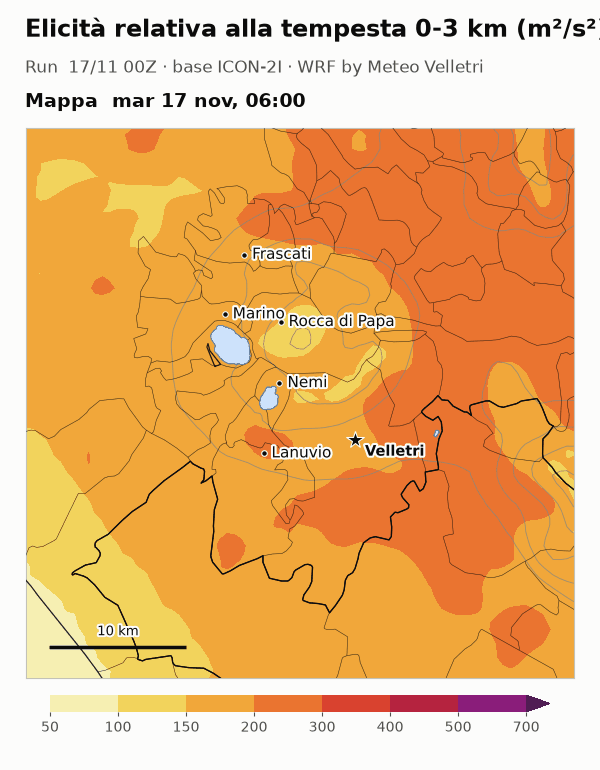 Elicità relativa alla tempesta 0-3 km (m²/s²)
Run 17/11 00Z · base ICON-2I · WRF by Meteo Velletri
Mappa mar 17 nov, 06:00
Frascati
Marino
Rocca di Papa
Nemi
Velletri
Lanuvio
10 km
50 100 150 200 300 400 500 700